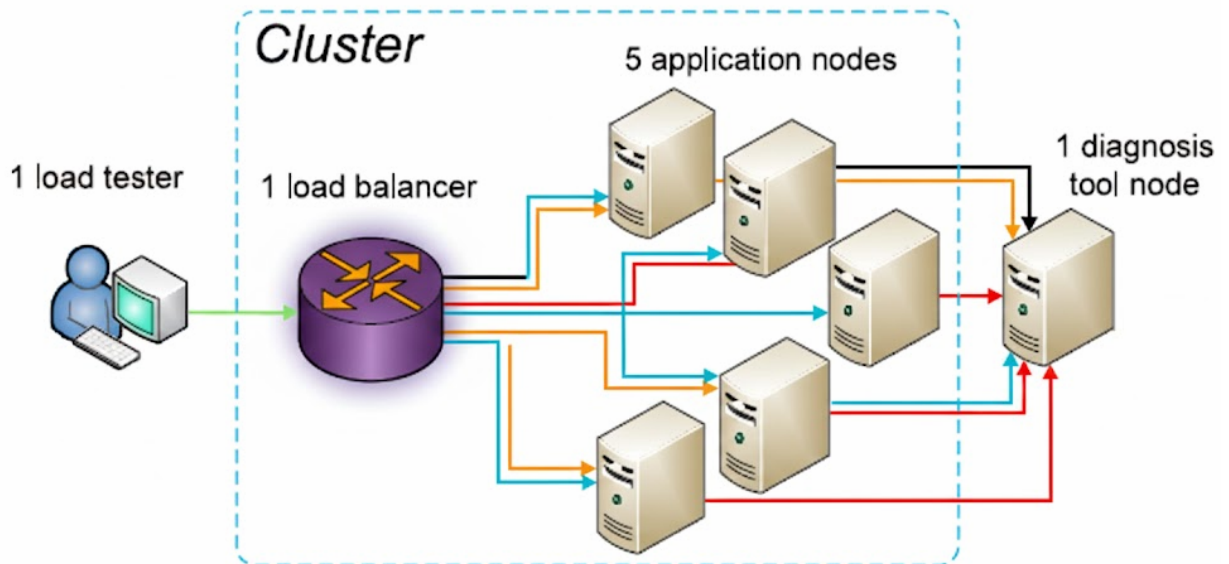 Cluster
5 application nodes
1 load tester
1 load balancer
1 diagnosis
tool node